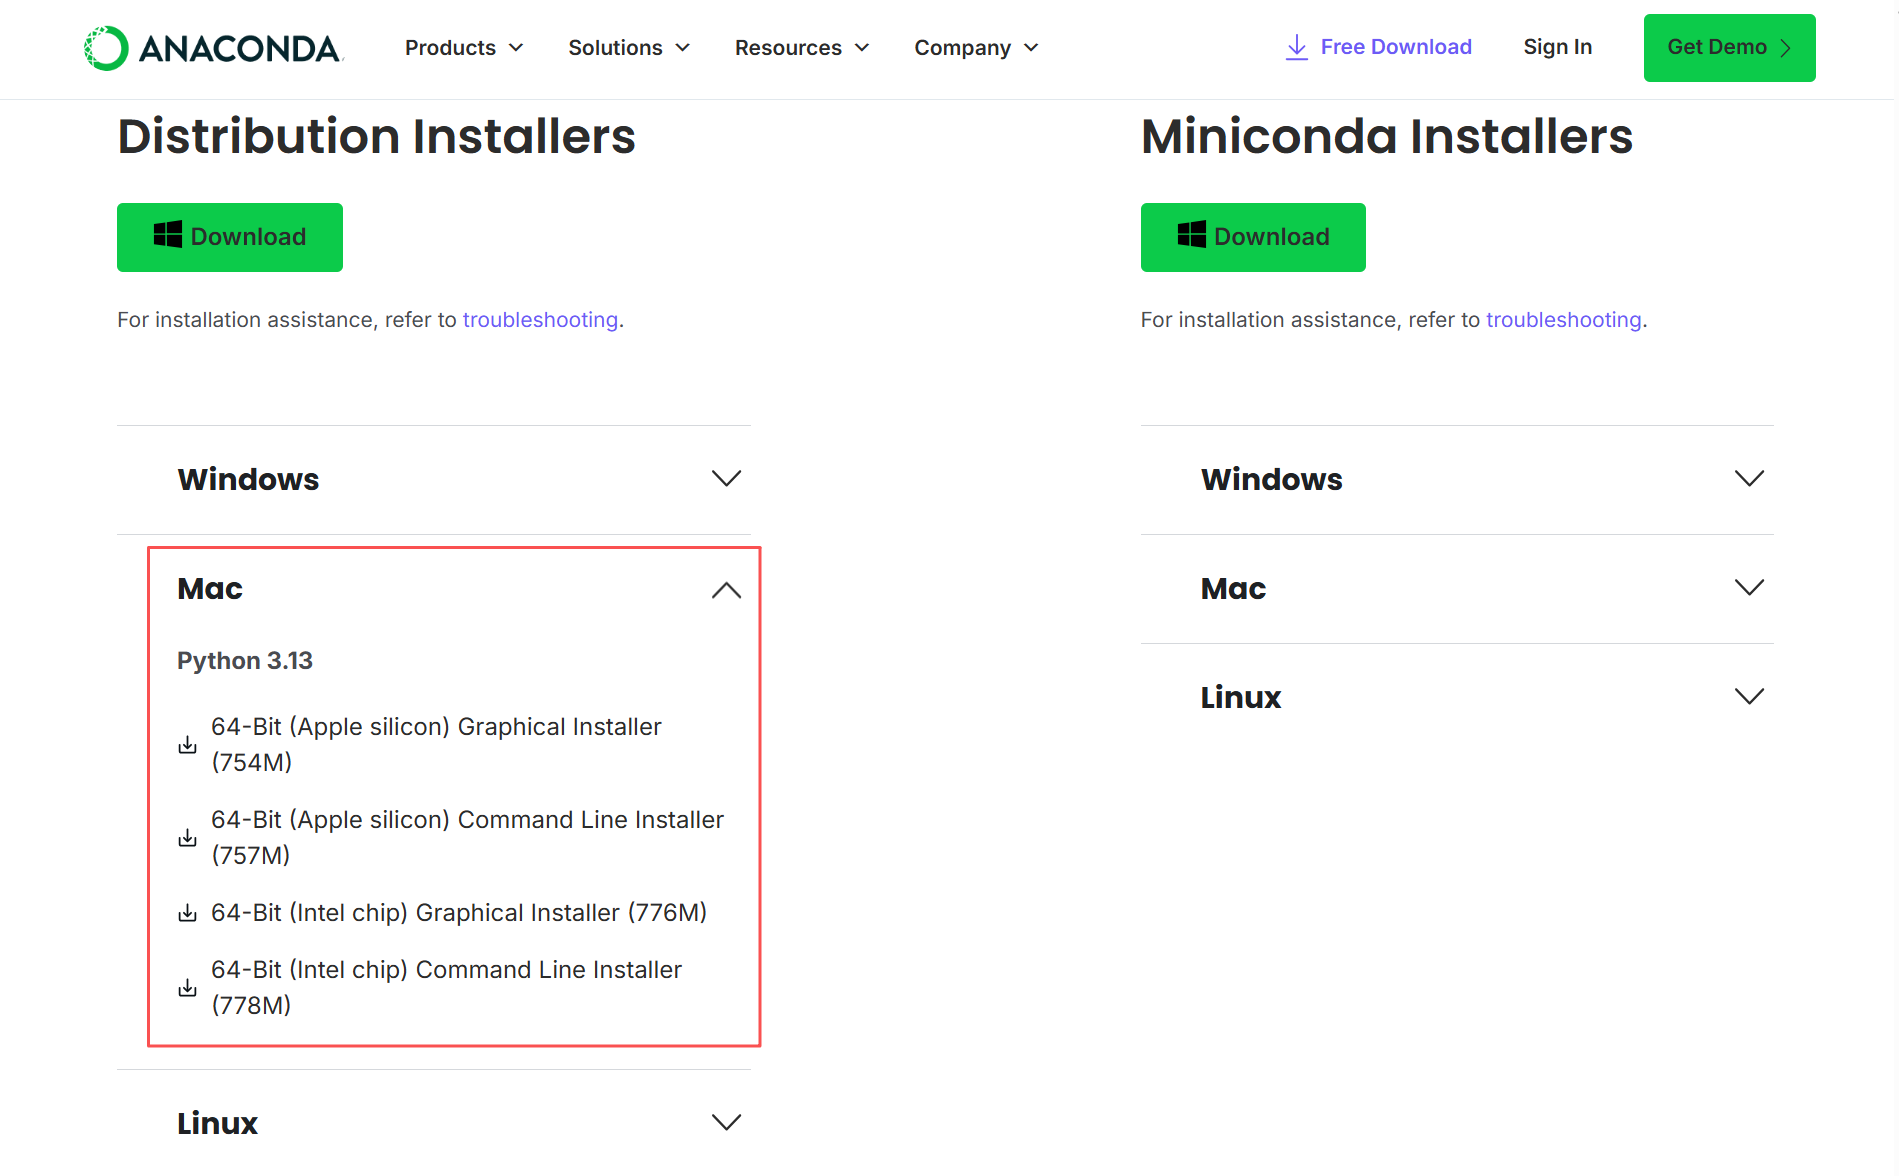 ANACONDA
Products
Solutions
Resources
Company
Free Download
Sign In
Get Demo
Distribution Installers
Download
For installation assistance, refer to troubleshooting.
Windows
Mac
Python 3.13
64-Bit (Apple silicon) Graphical Installer
(754M)
64-Bit (Apple silicon) Command Line Installer
(757M)
64-Bit (Intel chip) Graphical Installer (776M)
64-Bit (Intel chip) Command Line Installer
(778M)
Linux
Miniconda Installers
Download
For installation assistance, refer to troubleshooting.
Windows
Mac
Linux